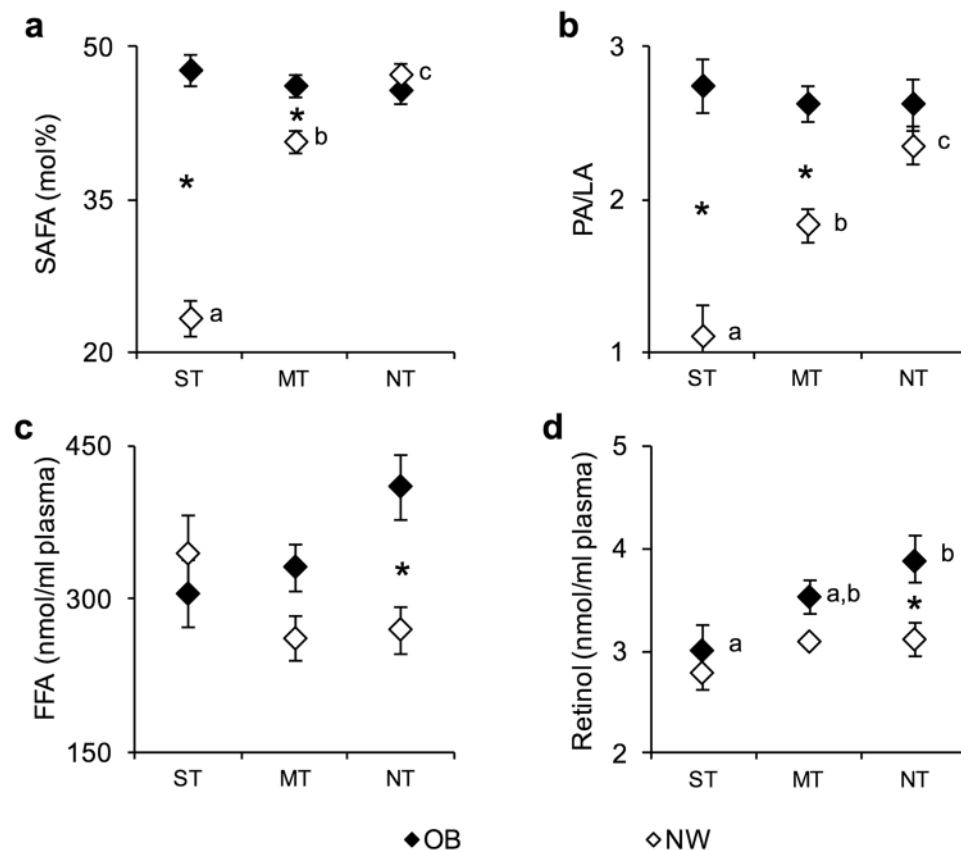 a
SAFA (mol%)
50
35
20
*
*
a
b
c
ST MT NT
b
PA/LA
3
2
1
*
*
a
b
c
ST MT NT
c
FFA (nmol/ml plasma)
450
300
150
*
ST MT NT
d
Retinol (nmol/ml plasma)
5
4
3
2
a
a,b
b
*
ST MT NT
◆OB ◇NW